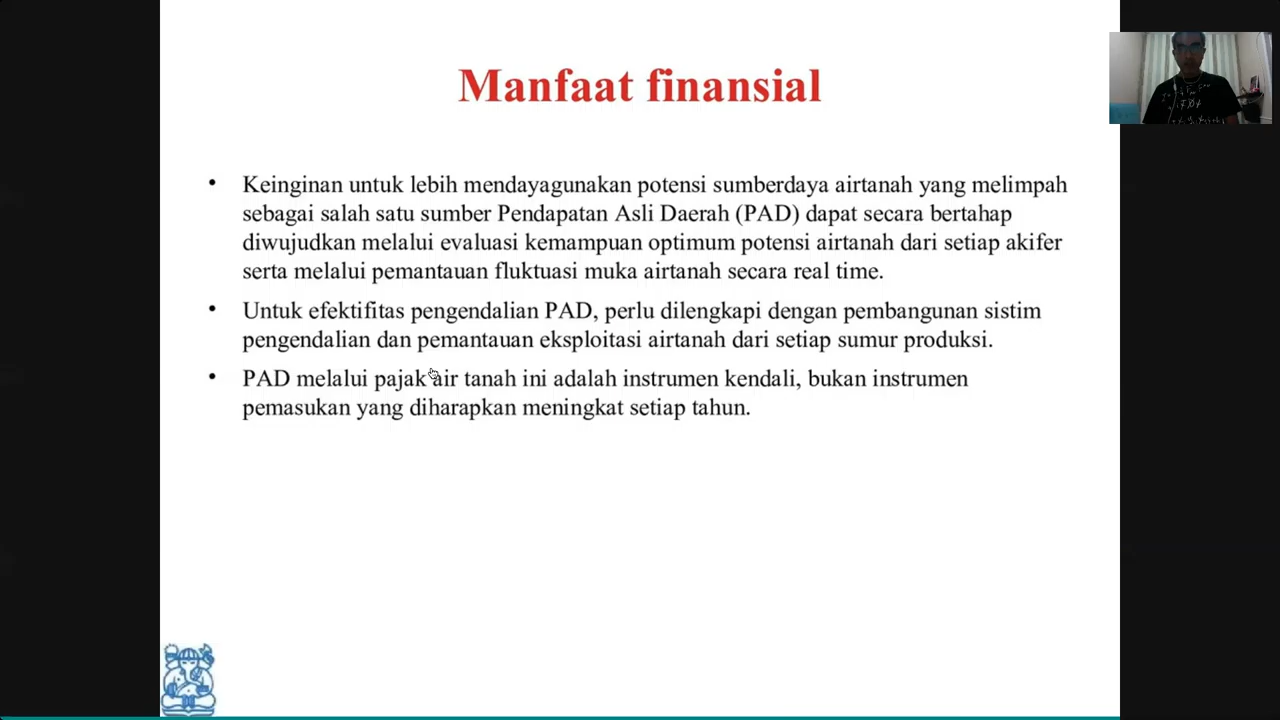 Manfaat finansial
• Keinginan untuk lebih mendayagunakan potensi sumberdaya airtanah yang melimpah
sebagai salah satu sumber Pendapatan Asli Daerah (PAD) dapat secara bertahap
diwujudkan melalui evaluasi kemampuan optimum potensi airtanah dari setiap akifer
serta melalui pemantauan fluktuasi muka airtanah secara real time.
• Untuk efektifitas pengendalian PAD, perlu dilengkapi dengan pembangunan sistim
pengendalian dan pemantauan eksploitasi airtanah dari setiap sumur produksi.
• PAD melalui pajak air tanah ini adalah instrumen kendali, bukan instrumen
pemasukan yang diharapkan meningkat setiap tahun.